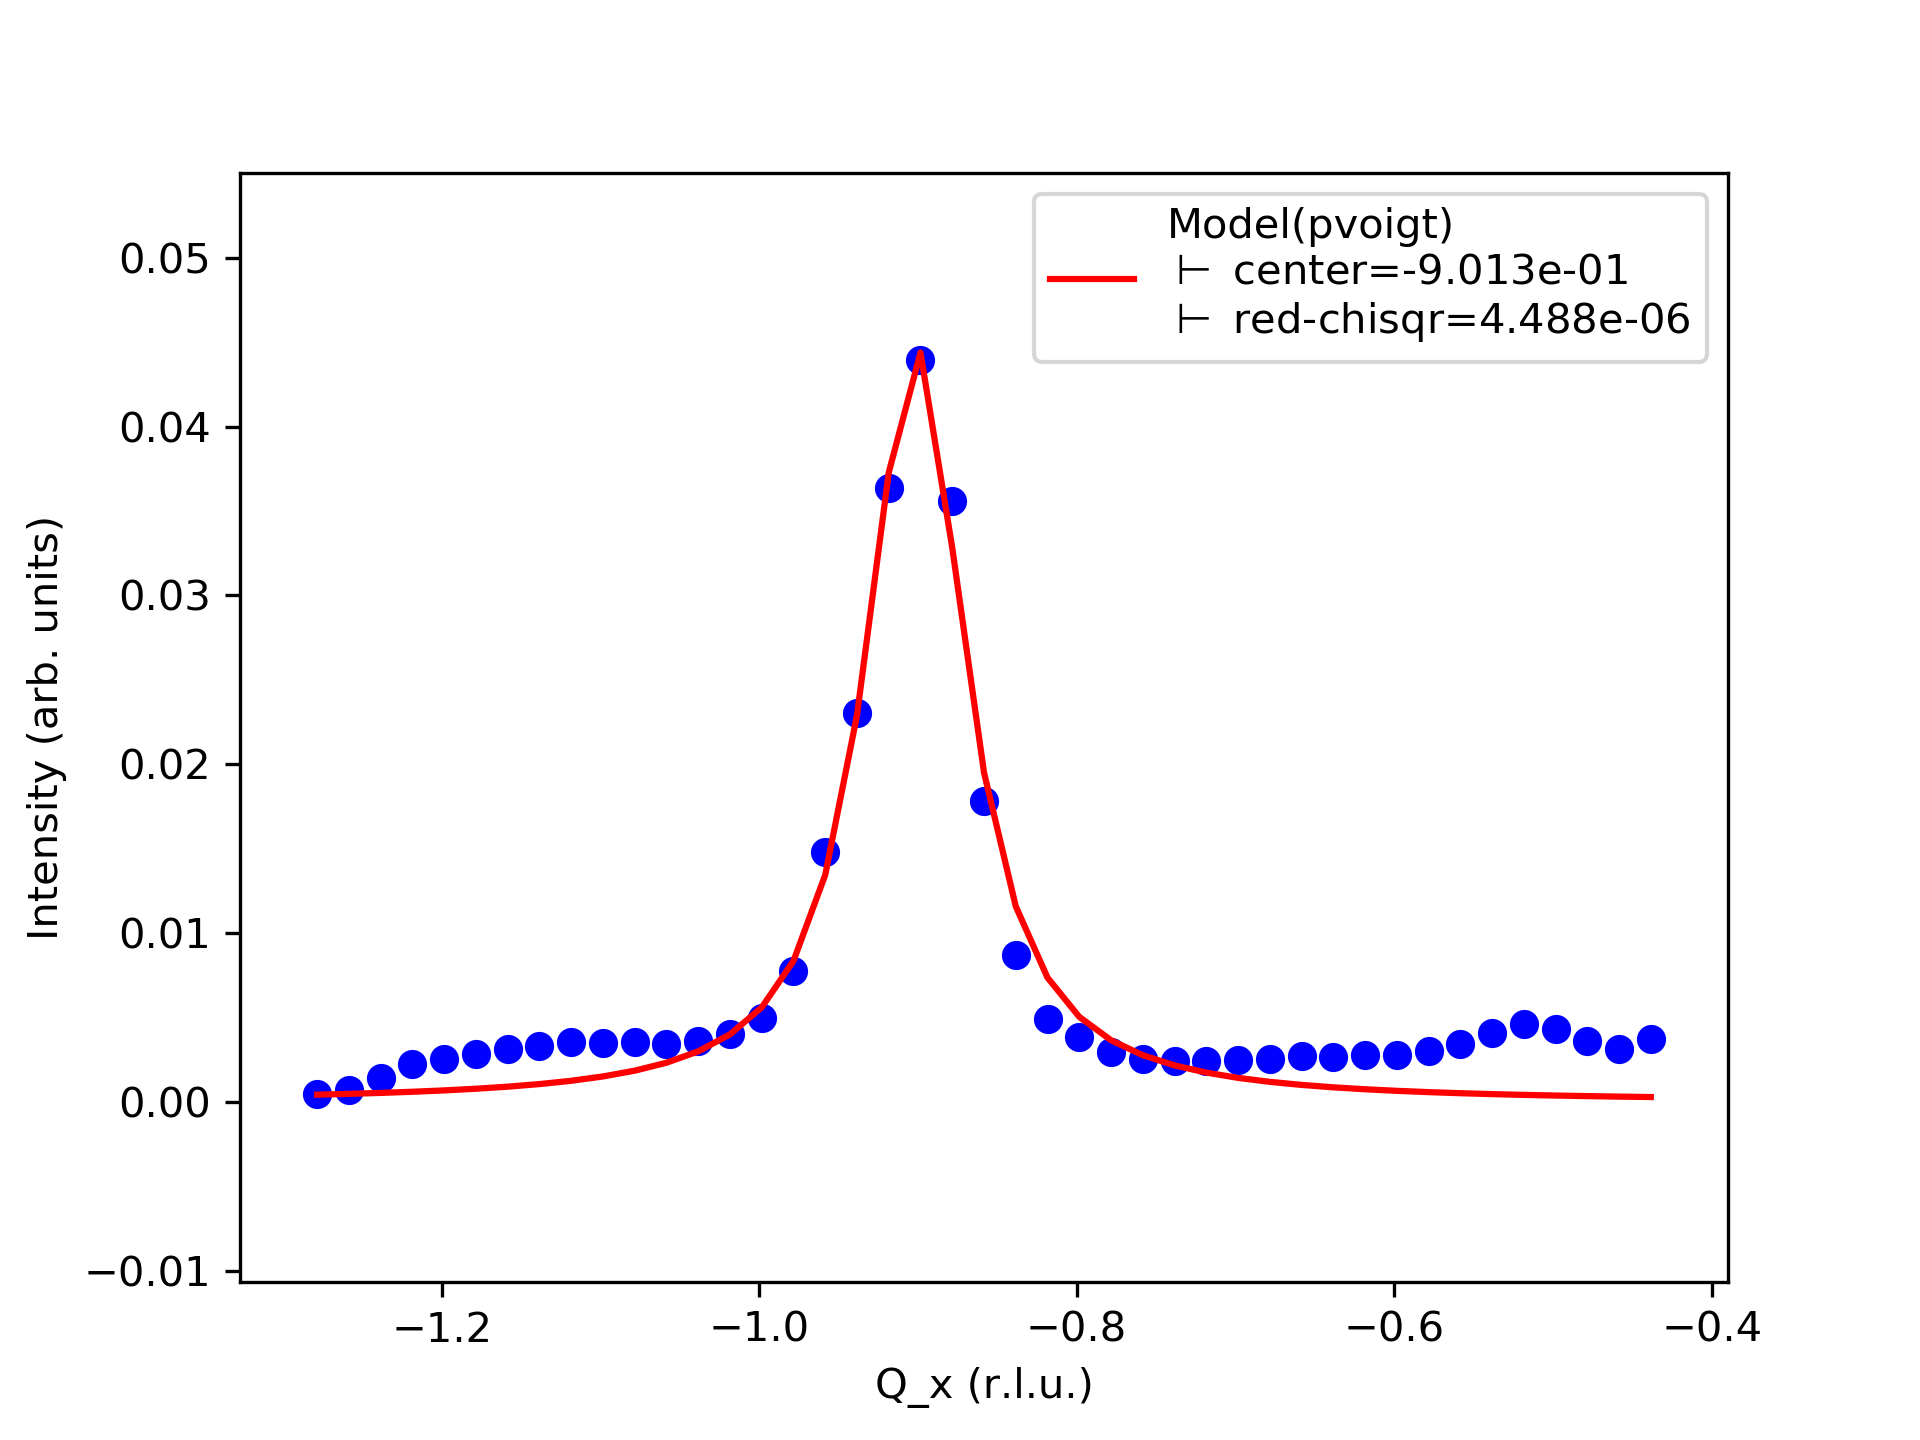 Model(pvoigt)
⊢ center=-9.013e-01
⊢ red-chisqr=4.488e-06
0.05
0.04
0.03
0.02
0.01
0.00
−0.01
Intensity (arb. units)
−1.2 −1.0 −0.8 −0.6 −0.4
Q_x (r.l.u.)